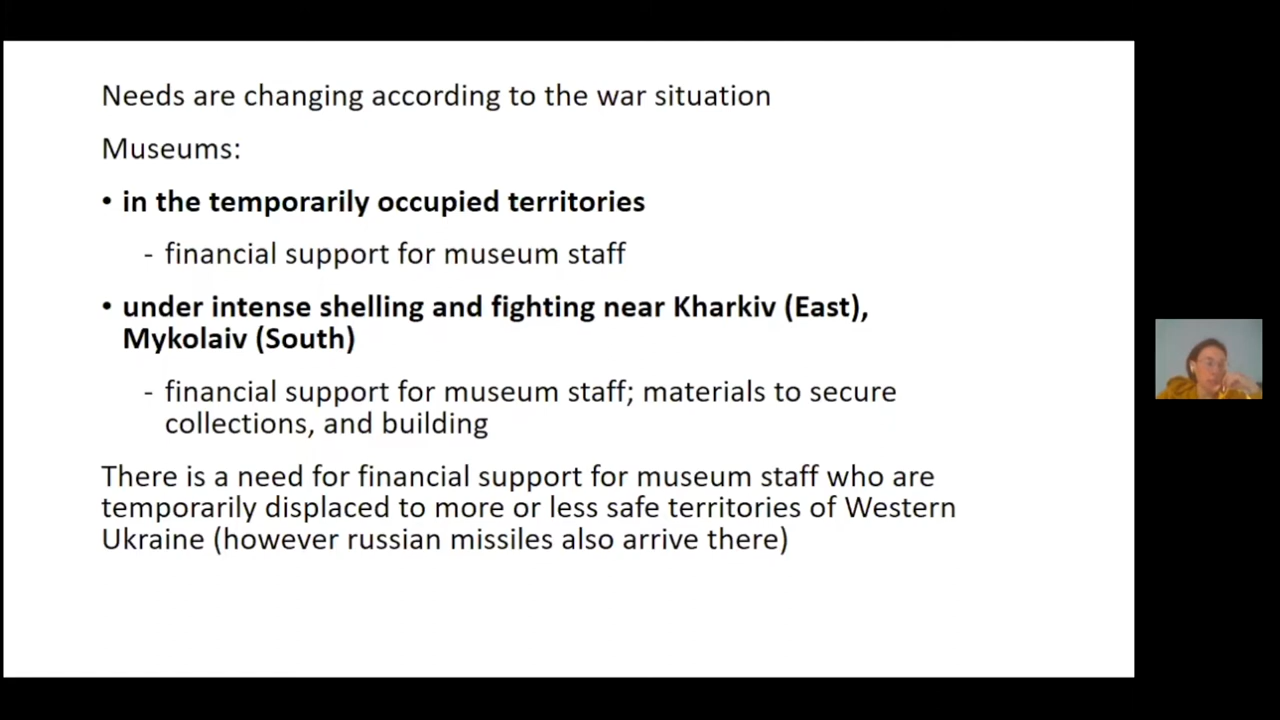 Needs are changing according to the war situation
Museums:
• in the temporarily occupied territories
- financial support for museum staff
• under intense shelling and fighting near Kharkiv (East),
Mykolaiv (South)
- financial support for museum staff; materials to secure
collections, and building
There is a need for financial support for museum staff who are
temporarily displaced to more or less safe territories of Western
Ukraine (however russian missiles also arrive there)